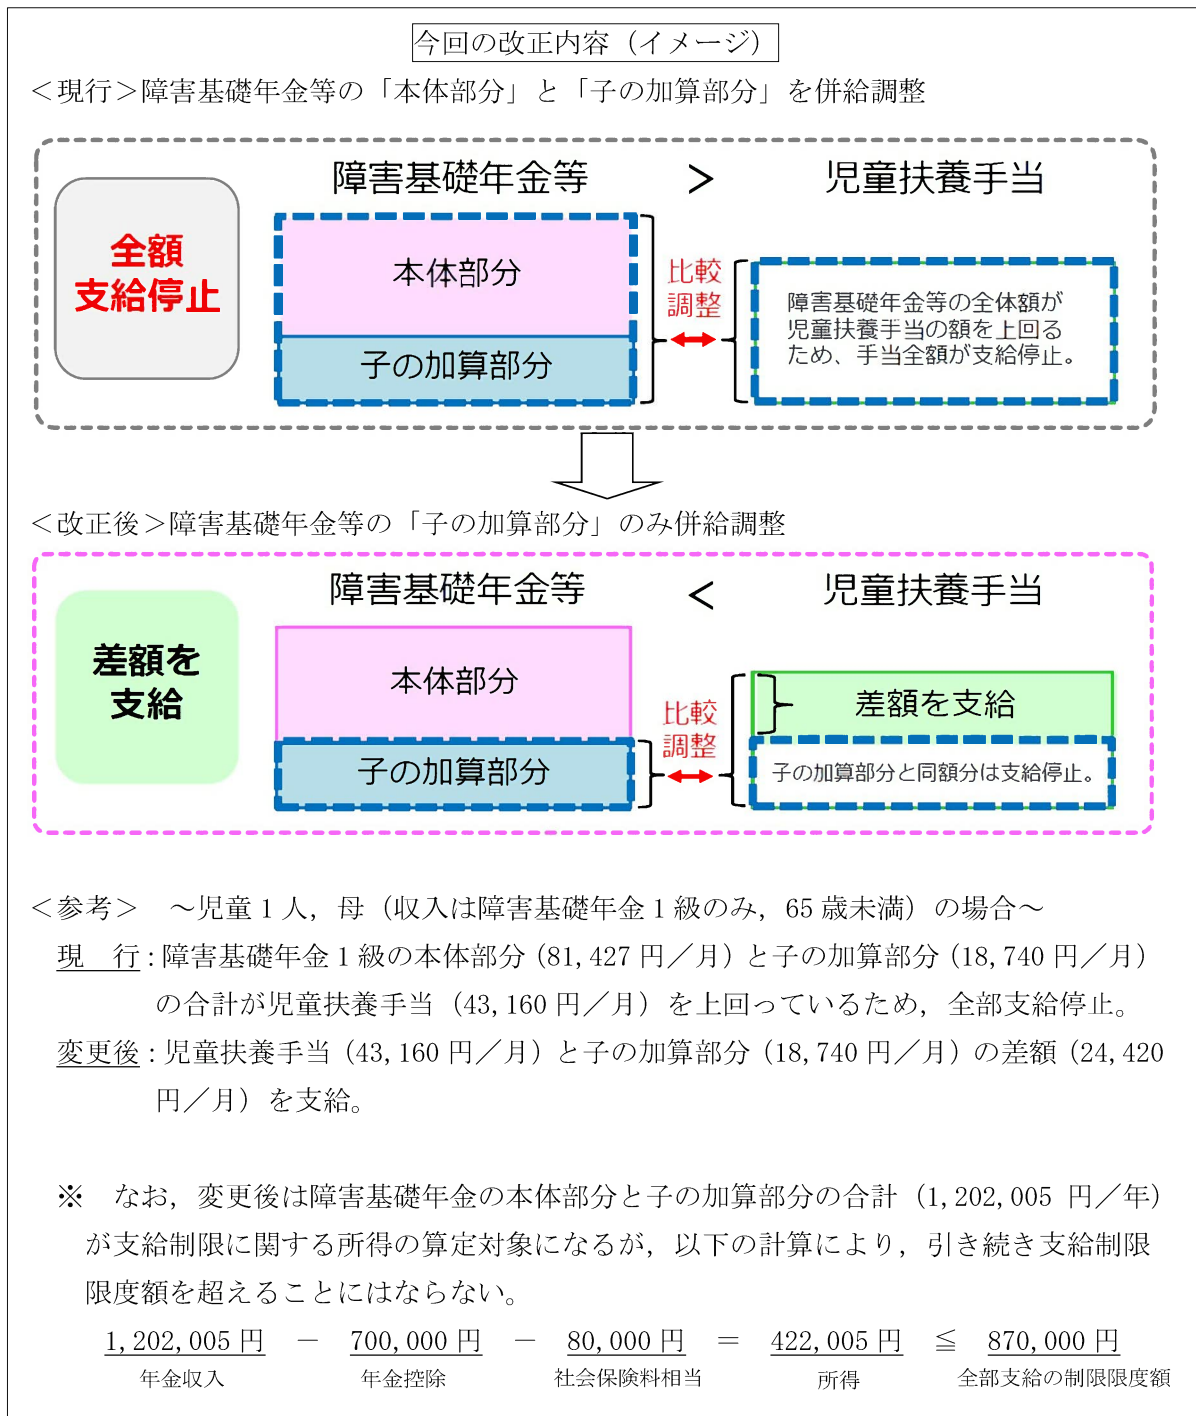 今回の改正内容（イメージ）
＜現行＞障害基礎年金等の「本体部分」と「子の加算部分」を併給調整
障害基礎年金等 ＞ 児童扶養手当
全額
支給停止
本体部分
子の加算部分
比較
調整
障害基礎年金等の全体額が
児童扶養手当の額を上回る
ため、手当全額が支給停止。
＜改正後＞障害基礎年金等の「子の加算部分」のみ併給調整
障害基礎年金等 ＜ 児童扶養手当
差額を
支給
本体部分
子の加算部分
比較
調整
差額を支給
子の加算部分と同額分は支給停止。
＜参考＞　～児童1人，母（収入は障害基礎年金1級のみ，65歳未満）の場合～
現　行：障害基礎年金1級の本体部分（81,427円／月）と子の加算部分（18,740円／月）
の合計が児童扶養手当（43,160円／月）を上回っているため，全部支給停止。
変更後：児童扶養手当（43,160円／月）と子の加算部分（18,740円／月）の差額（24,420
円／月）を支給。
※　なお，変更後は障害基礎年金の本体部分と子の加算部分の合計（1,202,005 円／年）
が支給制限に関する所得の算定対象になるが，以下の計算により，引き続き支給制限
限度額を超えることにはならない。
1,202,005円 － 700,000円 － 80,000円 ＝ 422,005円 ≦ 870,000円
年金収入 年金控除 社会保険料相当 所得 全部支給の制限限度額